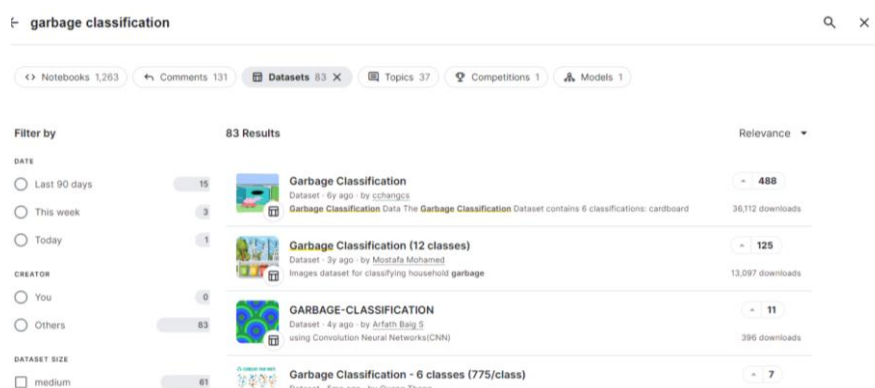 garbage classification
Notebooks 1,263 Comments 131 Datasets 83 Topics 37 Competitions 1 Models 1
Filter by
83 Results
Relevance
DATE
Last 90 days 15
This week 3
Today 1
CREATOR
You 0
Others 83
DATASET SIZE
medium 61
Garbage Classification
488
Dataset · 6y ago · by cchangcs
Garbage Classification Data The Garbage Classification Dataset contains 6 classifications: cardboard
36,112 downloads
Garbage Classification (12 classes)
125
Dataset · 3y ago · by Mostafa Mohamed
Images dataset for classifying household garbage
13,097 downloads
GARBAGE-CLASSIFICATION
11
Dataset · 4y ago · by Arfath Baig S
using Convolution Neural Networks(CNN)
396 downloads
Garbage Classification - 6 classes (775/class)
7